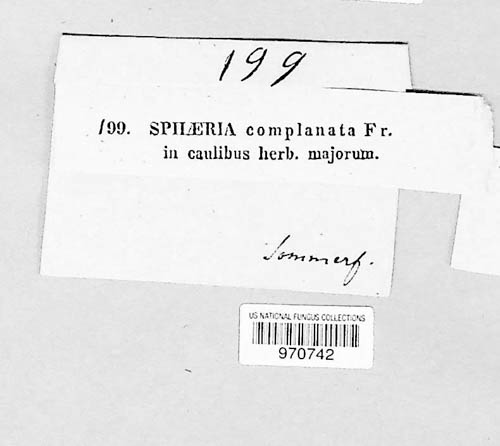 199
199. SPHÆRIA complanata Fr.
in caulibus herb. majorum.
Sommerf.
US NATIONAL FUNGUS COLLECTIONS
970742